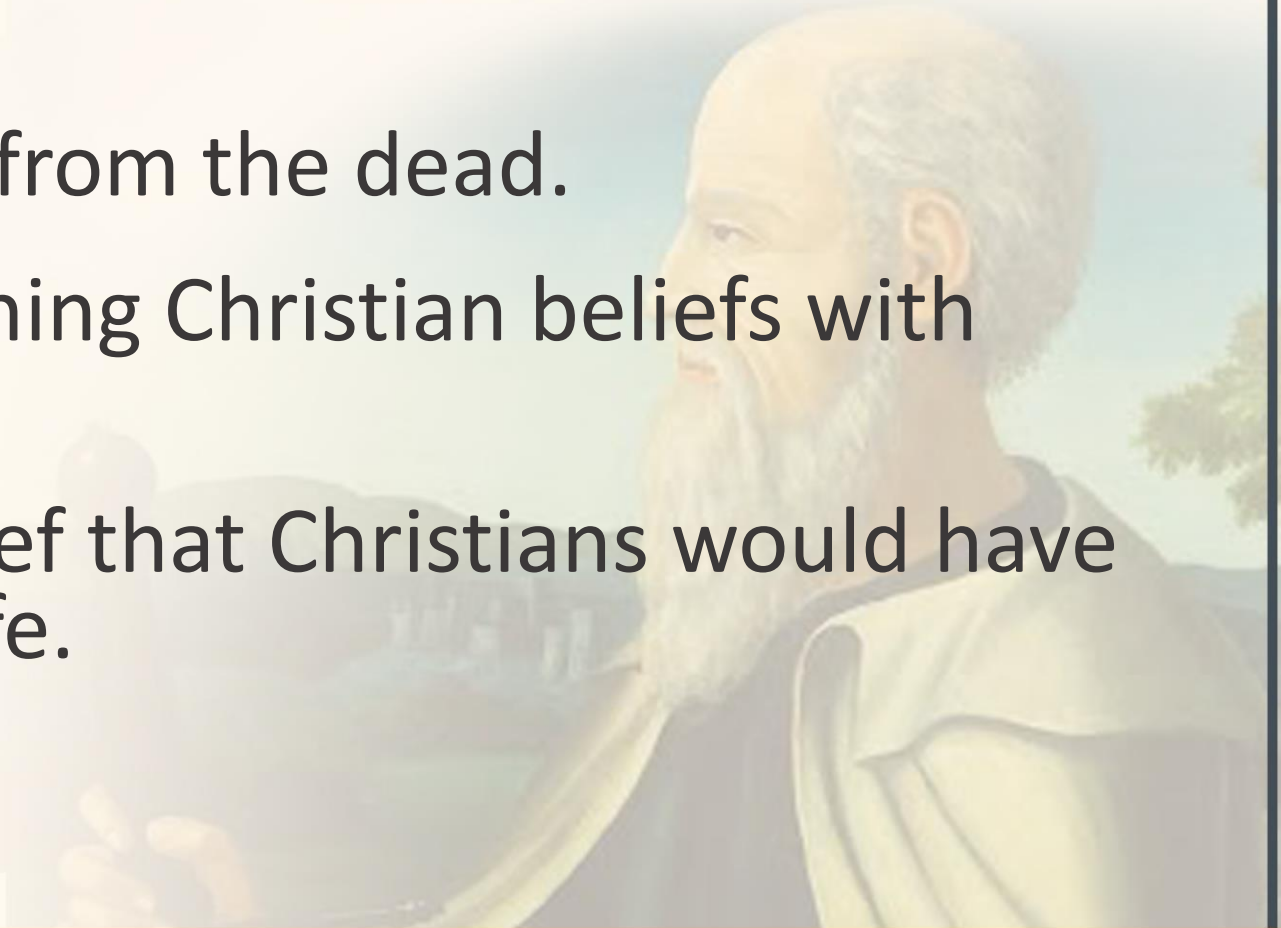 from the dead.
ning Christian beliefs with
ef that Christians would have
fe.